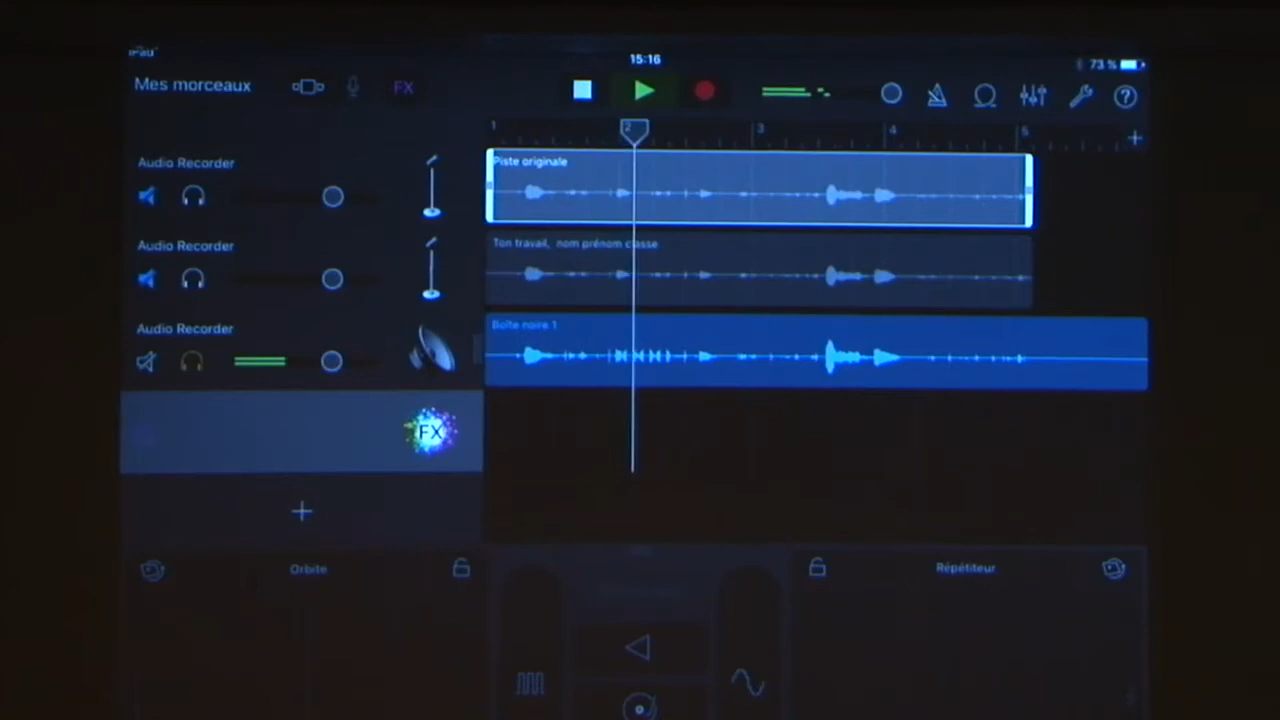 iPad
15:16
73 %
Mes morceaux
FX
1
2
3
4
5
+
?
Audio Recorder
Piste originale
Audio Recorder
Ton travail, nom prénom classe
Audio Recorder
Boîte noire 1
FX
+
Orbite
Répétiteur